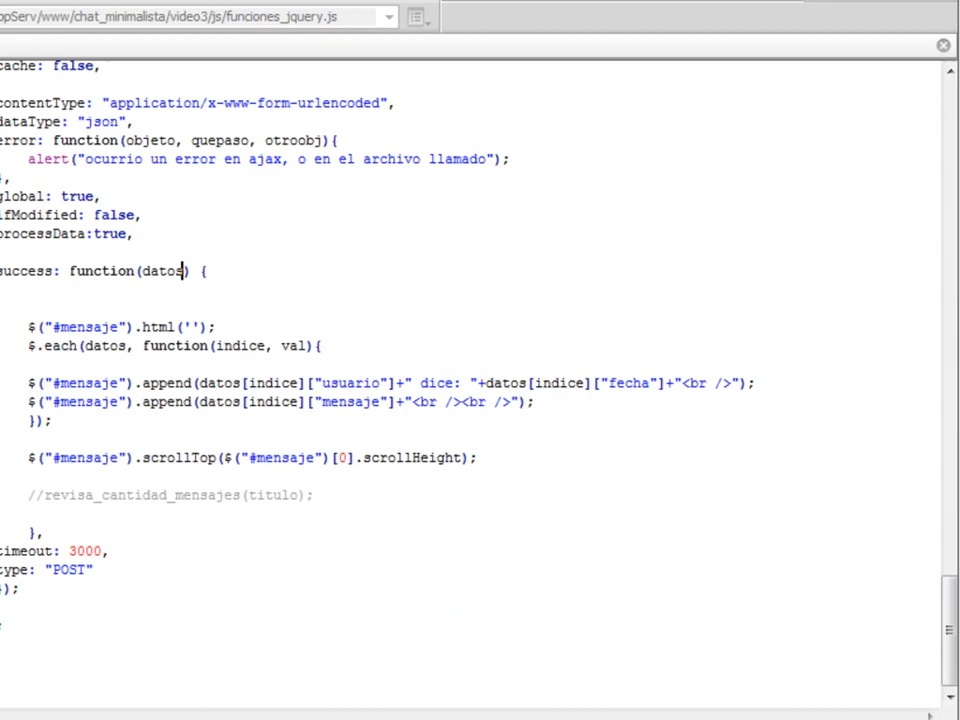 ppServ/www/chat_minimalista/video3/js/funciones_jquery.js
cache: false,
contentType: "application/x-www-form-urlencoded",
dataType: "json",
error: function(objeto, quepaso, otroobj){
alert("ocurrio un error en ajax, o en el archivo llamado");
},
global: true,
ifModified: false,
processData:true,
success: function(datos) {
$("#mensaje").html('');
$.each(datos, function(indice, val){
$("#mensaje").append(datos[indice]["usuario"]+" dice: "+datos[indice]["fecha"]+"<br />");
$("#mensaje").append(datos[indice]["mensaje"]+"<br /><br />");
});
$("#mensaje").scrollTop($("#mensaje")[0].scrollHeight);
//revisa_cantidad_mensajes(titulo);
},
timeout: 3000,
type: "POST"
});